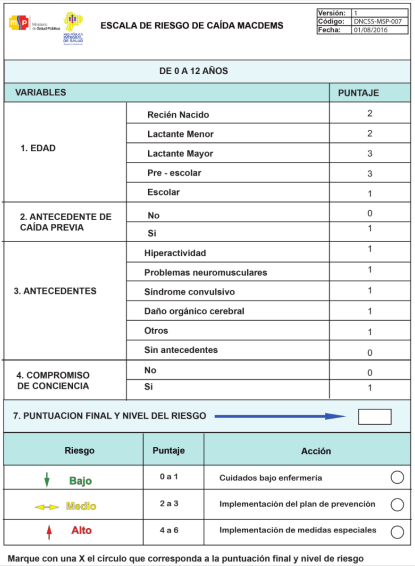 ESCALA DE RIESGO DE CAÍDA MACDEMS
Versión: 1
Código: DNCSS-MSP-007
Fecha: 01/08/2016
Ministerio de Salud Pública
DE 0 A 12 AÑOS
VARIABLES PUNTAJE
1. EDAD
Recién Nacido 2
Lactante Menor 2
Lactante Mayor 3
Pre - escolar 3
Escolar 1
2. ANTECEDENTE DE
CAÍDA PREVIA
No 0
Si 1
3. ANTECEDENTES
Hiperactividad 1
Problemas neuromusculares 1
Síndrome convulsivo 1
Daño orgánico cerebral 1
Otros 1
Sin antecedentes 0
4. COMPROMISO
DE CONCIENCIA
No 0
Si 1
7. PUNTUACION FINAL Y NIVEL DEL RIESGO
Riesgo Puntaje Acción
Bajo 0 a 1 Cuidados bajo enfermería
Medio 2 a 3 Implementación del plan de prevención
Alto 4 a 6 Implementación de medidas especiales
Marque con una X el circulo que corresponda a la puntuación final y nivel de riesgo